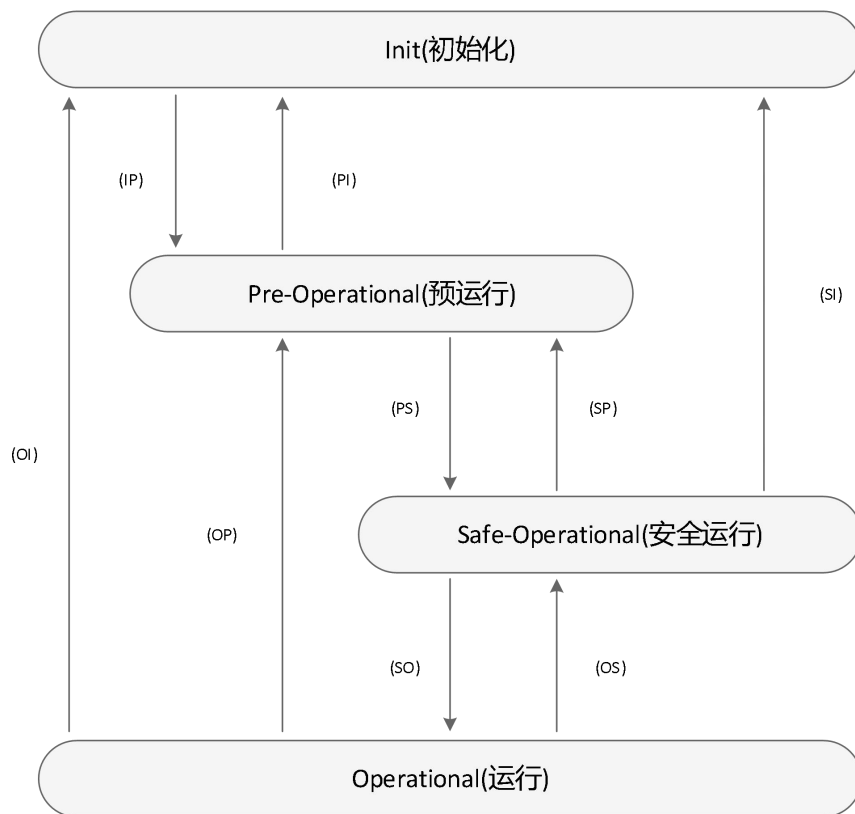 Init(初始化)
(IP)
(PI)
Pre-Operational(预运行)
(SI)
(PS)
(SP)
(OI)
(OP)
Safe-Operational(安全运行)
(SO)
(OS)
Operational(运行)